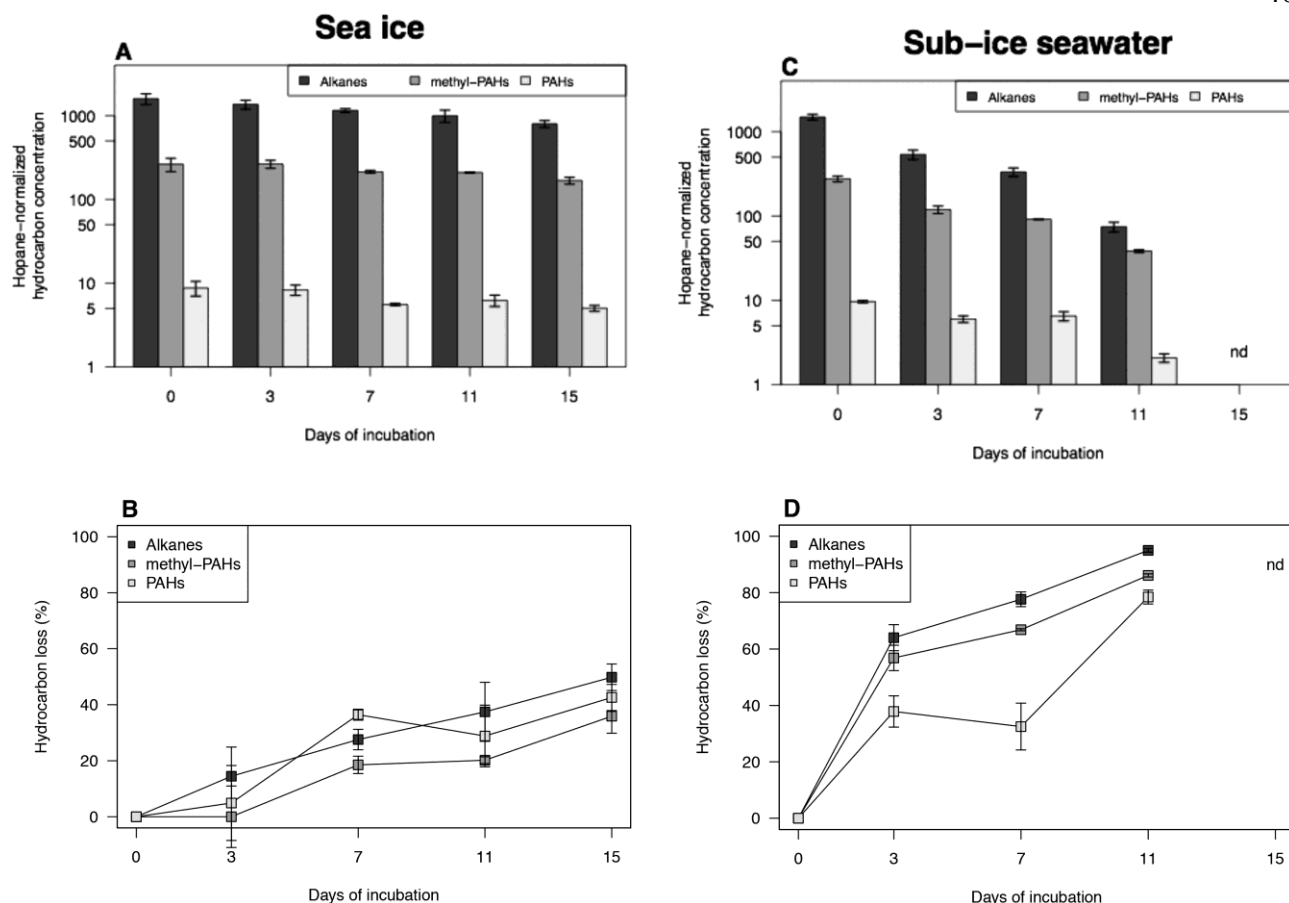 Sea ice
A
Alkanes methyl-PAHs PAHs
Hopane-normalized
hydrocarbon concentration
1000
500
100
50
10
5
1
0 3 7 11 15
Days of incubation
Sub-ice seawater
C
Alkanes methyl-PAHs PAHs
Hopane-normalized
hydrocarbon concentration
1000
500
100
50
10
5
1
nd
0 3 7 11 15
Days of incubation
B
Alkanes
methyl-PAHs
PAHs
Hydrocarbon loss (%)
100
80
60
40
20
0
0 3 7 11 15
Days of incubation
D
Alkanes
methyl-PAHs
PAHs
Hydrocarbon loss (%)
100
80
60
40
20
0
nd
0 3 7 11 15
Days of incubation